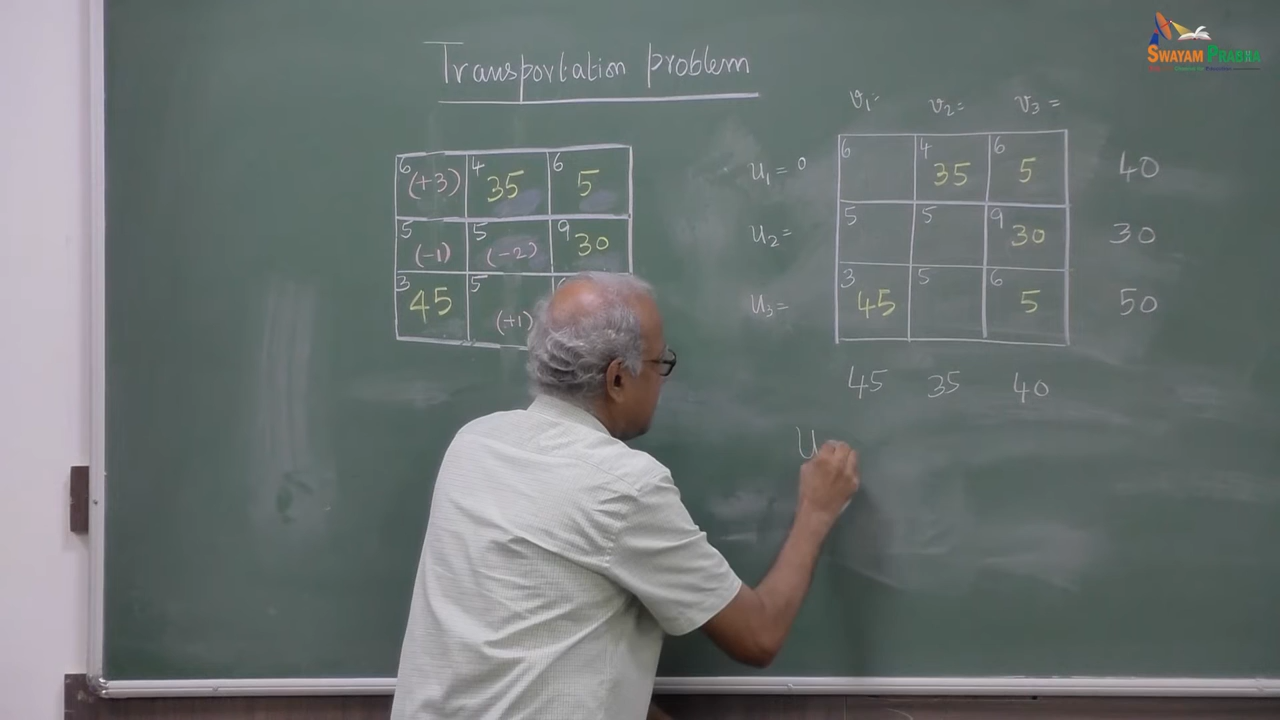 SWAYAM PRABHA
Transportation problem
6 (+3) 4 35 6 5
5 (-1) 5 (-2) 9 30
3 45 5 (+1)
v₁= v₂= v₃=
u₁=0 6 4 35 6 5 40
u₂= 5 5 9 30 30
u₃= 3 45 5 6 5 50
45 35 40
U